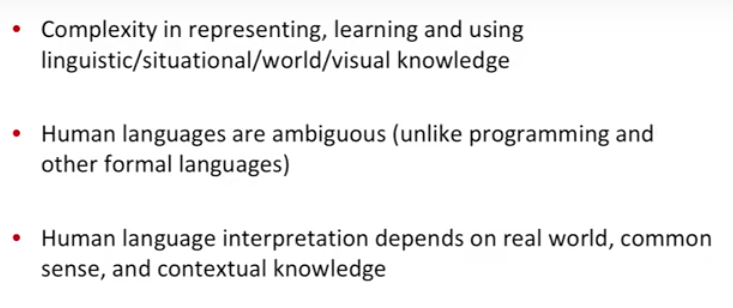 • Complexity in representing, learning and using
linguistic/situational/world/visual knowledge
• Human languages are ambiguous (unlike programming and
other formal languages)
• Human language interpretation depends on real world, common
sense, and contextual knowledge